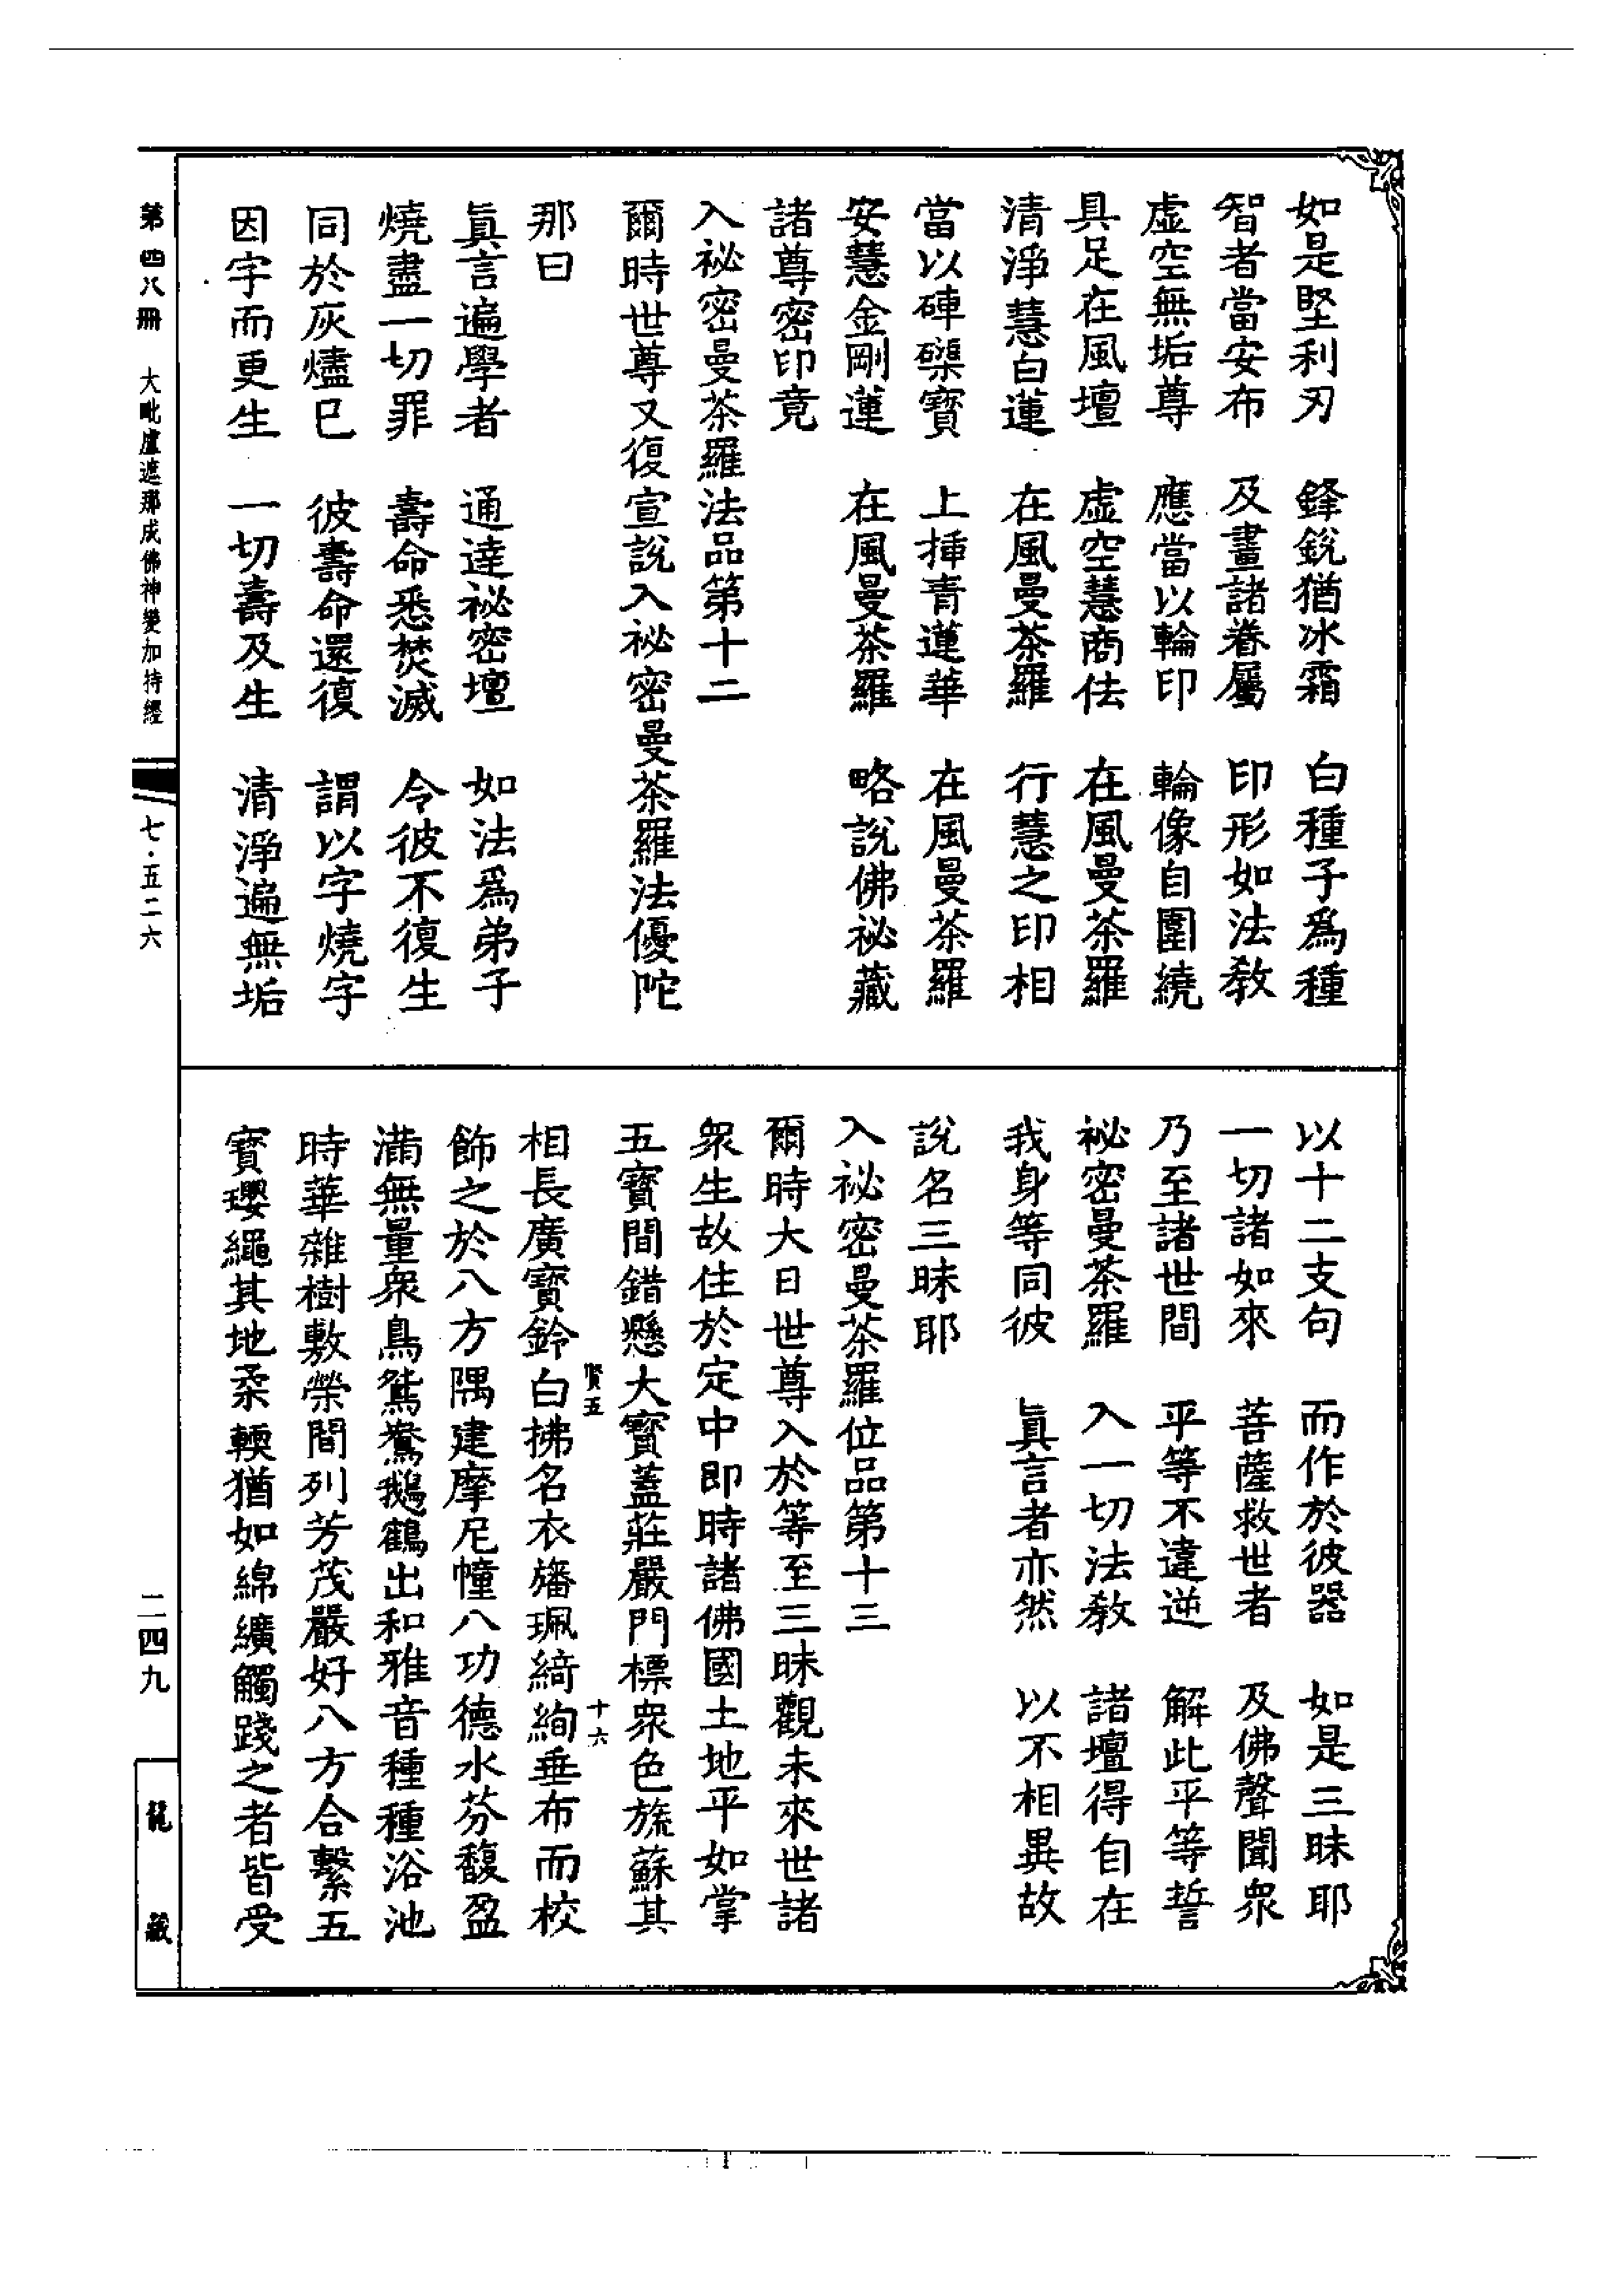 如是堅利刃　鋒銳猶冰霜　白種子爲種
智者當安布　及畫諸眷屬　印形如法教
虛空無垢尊　應當以輪印　輪像自圍繞
具足在風壇　虛空慧商佉　在風曼茶羅
清淨慧白蓮　在風曼茶羅　行慧之印相
當以硨磲寶　上揷青蓮華　在風曼茶羅
安慧金剛蓮　在風曼茶羅　略說佛祕藏
諸尊密印竟
入祕密曼茶羅法品第十二
爾時世尊又復宣說入祕密曼茶羅法優陀
那曰
眞言遍學者　通達祕密壇　如法爲弟子
燒盡一切罪　壽命悉焚滅　令彼不復生
同於灰燼已　彼壽命還復　謂以字燒字
因字而更生　一切壽及生　清淨遍無垢
以十二支句　而作於彼器　如是三昧耶
一切諸如來　菩薩救世者　及佛聲聞衆
乃至諸世間　平等不違逆　解此平等誓
祕密曼茶羅　入一切法教　諸壇得自在
我身等同彼　眞言者亦然　以不相異故
說名三昧耶
入祕密曼茶羅位品第十三
爾時大日世尊入於等至三昧觀未來世諸
衆生故住於定中即時諸佛國土地平如掌
五寶間錯懸大寶蓋莊嚴門標衆色旒蘇其
賢五　十六
相長廣寶鈴白拂名衣旛珮綺絢垂布而校
飾之於八方隅建摩尼幢八功德水芬馥盈
滿無量衆鳥鴛鴦鵝鶴出和雅音種種浴池
時華雜樹敷榮間列芳茂嚴好八方合繫五
寶瓔繩其地柔輭猶如綿纊觸踐之者皆受
第四八冊　大毗盧遮那成佛神變加持經
七·五二六
二四九
龍藏